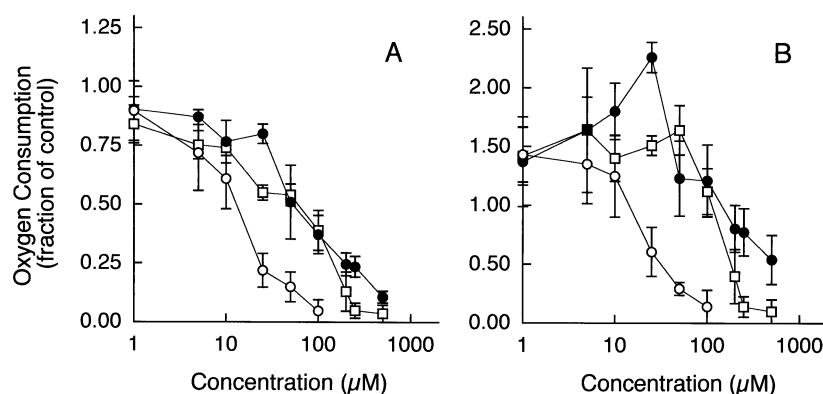 A
B
Oxygen Consumption
(fraction of control)
1.25
1.00
0.75
0.50
0.25
0.00
2.50
2.00
1.50
1.00
0.50
0.00
1 10 100 1000
1 10 100 1000
Concentration (µM)
Concentration (µM)